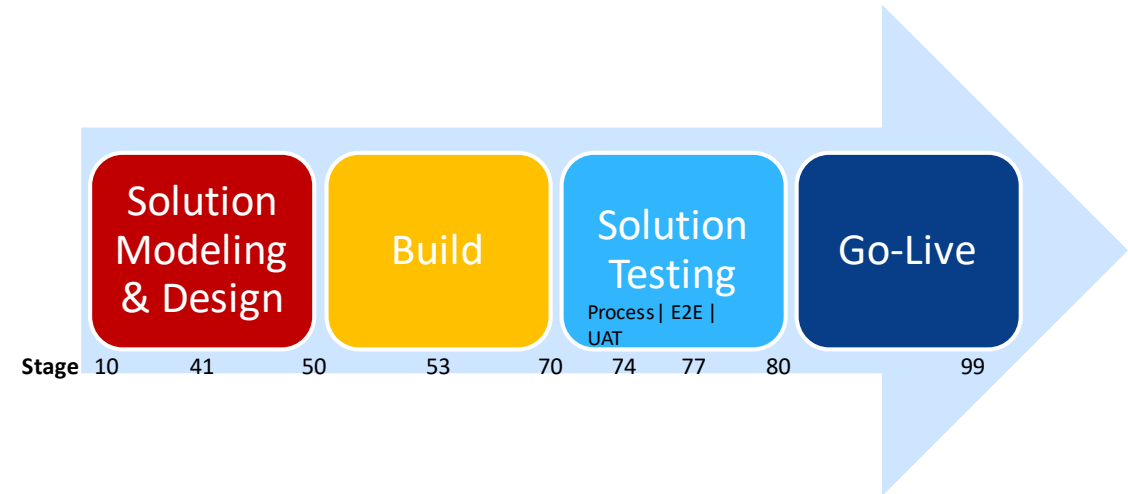 Solution
Modeling
& Design
Build
Solution
Testing
Process| E2E |
UAT
Go-Live
Stage 10 41 50 53 70 74 77 80 99